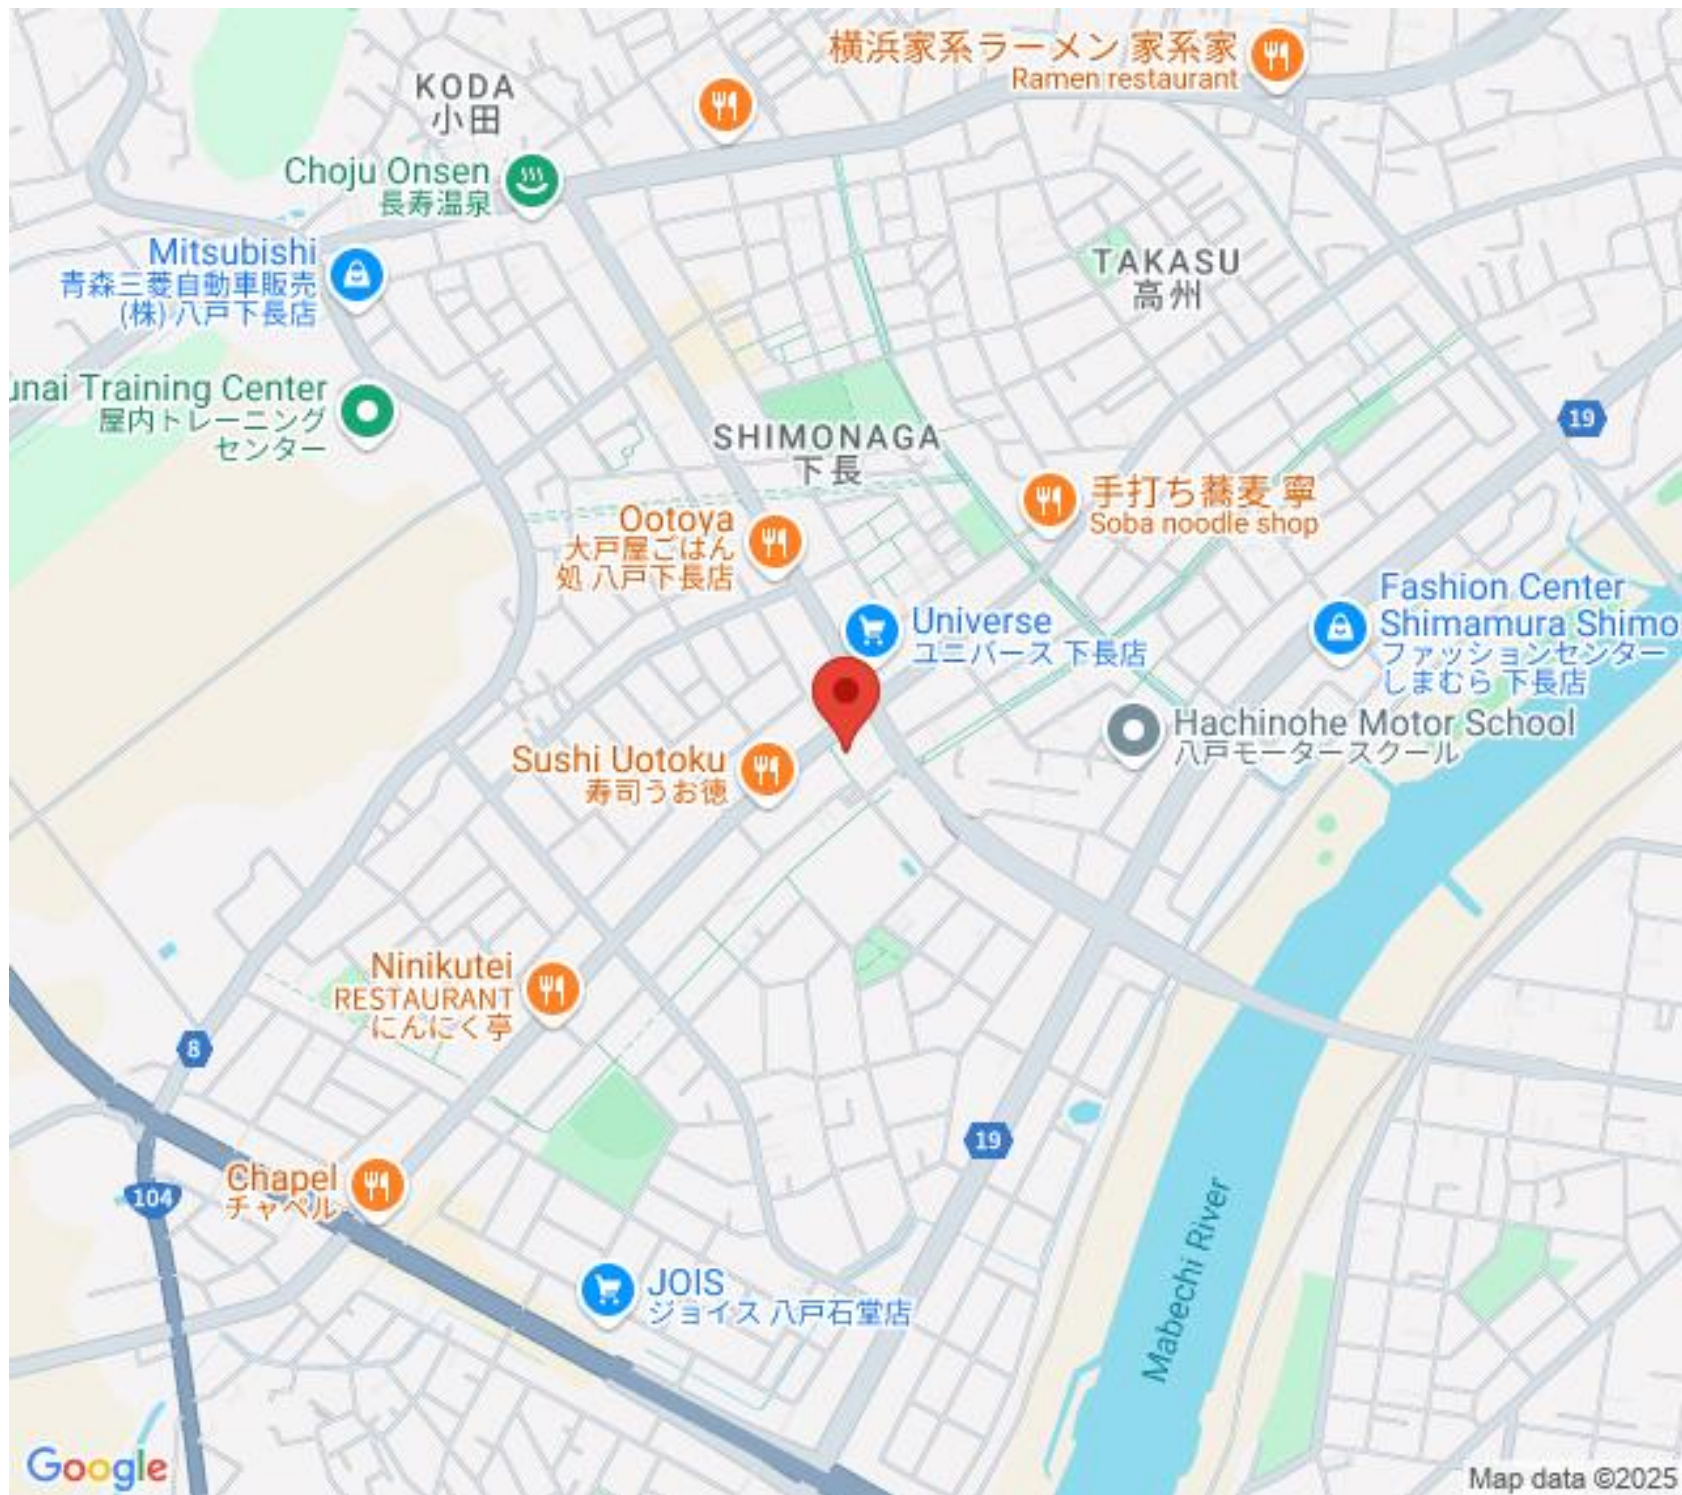 横浜家系ラーメン 家系家
Ramen restaurant
KODA
小田
Choju Onsen
長寿温泉
Mitsubishi
青森三菱自動車販売
(株) 八戸下長店
TAKASU
高州
unai Training Center
屋内トレーニング
センター
19
SHIMONAGA
下長
手打ち蕎麦 寧
Soba noodle shop
Ootoya
大戸屋ごはん
処 八戸下長店
Fashion Center
Shimamura Shimo
ファッションセンター
しまむら 下長店
Universe
ユニバース 下長店
Hachinohe Motor School
八戸モータースクール
Sushi Uotoku
寿司うお徳
Ninikutei
RESTAURANT
にんにく亭
8
19
Chapel
チャペル
104
Mabechi River
JOIS
ジョイス 八戸石堂店
Google
Map data ©2025